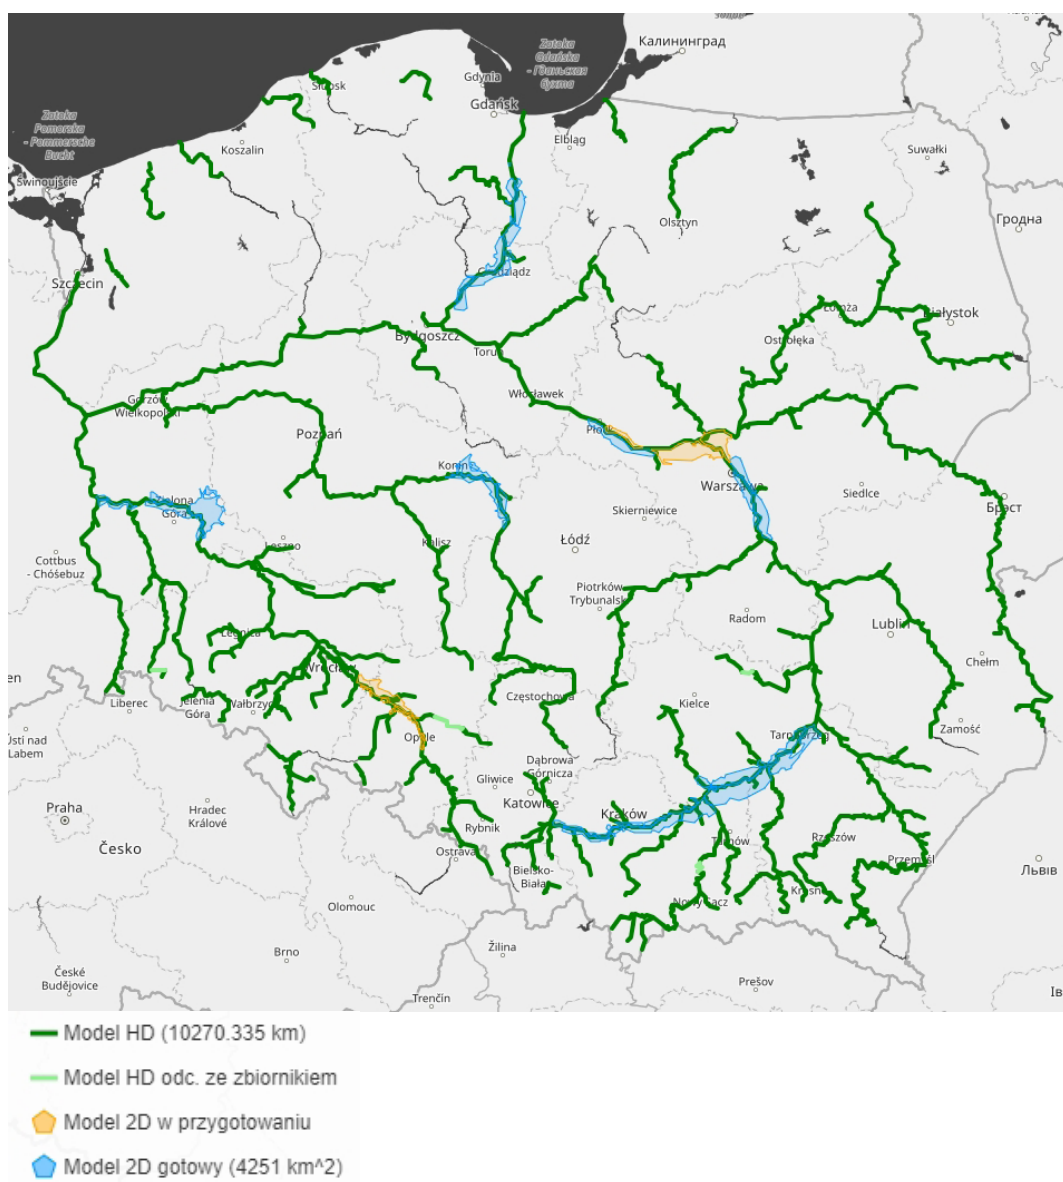 Калининград
Zatoka
Gdańska
- Гданьская
бухта
Gdynia
Słupsk
Gdańsk
Zatoka
Pomorska
- Pommersche
Bucht
Koszalin
Elbląg
Suwałki
Świnoujście
Гродна
Olsztyn
Szczecin
Grudziądz
Łomża
Białystok
Bydgoszcz
Toruń
Ostrołęka
Włocławek
Gorzów
Wielkopolski
Płock
Poznań
Konin
Warszawa
Siedlce
Брэст
Zielona
Góra
Skierniewice
Łódź
Kalisz
Leszno
Cottbus
- Chóśebuz
Piotrków
Trybunalski
Radom
Lublin
Legnica
Chełm
Wrocław
Liberec
Jelenia
Góra
Wałbrzych
Częstochowa
Kielce
Zamość
Ústí nad
Labem
Opole
Tarnobrzeg
Dąbrowa
Górnicza
Gliwice
Katowice
Praha
Hradec
Králové
Kraków
Rybnik
Tarnów
Rzeszów
Česko
Ostrava
Bielsko-
Biała
Przemyśl
Львів
Nowy Sącz
Krosno
Olomouc
Žilina
Brno
České
Budějovice
Prešov
Trenčín
Ів
Model HD (10270.335 km)
Model HD odc. ze zbiornikiem
Model 2D w przygotowaniu
Model 2D gotowy (4251 km^2)